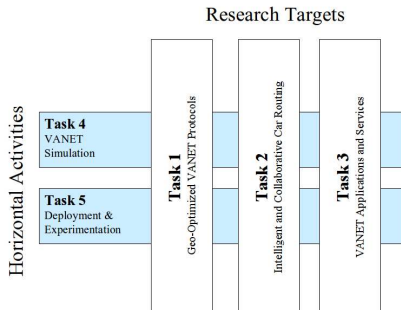 Research Targets
Horizontal Activities
Task 4
VANET
Simulation
Task 5
Deployment &
Experimentation
Task 1
Geo-Optimized VANET Protocols
Task 2
Intelligent and Collaborative Car Routing
Task 3
VANET Applications and Services